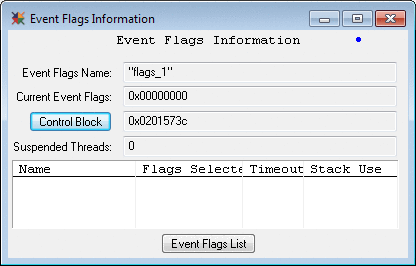 Event Flags Information
Event Flags Information
Event Flags Name: "flags_1"
Current Event Flags: 0x00000000
Control Block 0x0201573c
Suspended Threads: 0
Name Flags Selecte Timeout Stack Use
Event Flags List